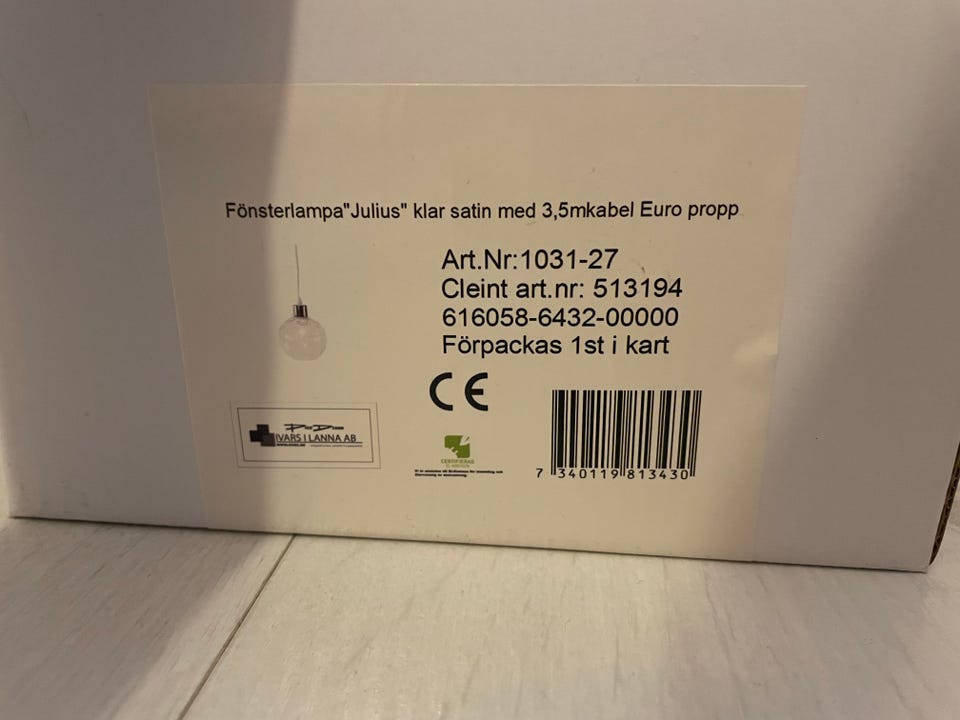 Fönsterlampa"Julius" klar satin med 3,5mkabel Euro propp
Art.Nr:1031-27
Cleint art.nr: 513194
616058-6432-00000
Förpackas 1st i kart
CE
IVARS I LANNA AB
CERTIFIERAD
7 340119 813430